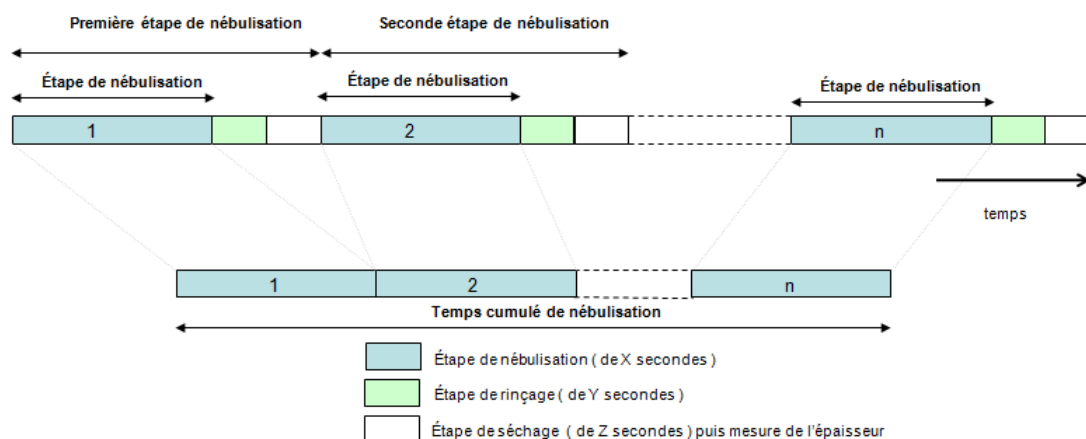 Première étape de nébulisation
Seconde étape de nébulisation
Étape de nébulisation
Étape de nébulisation
Étape de nébulisation
1
2
n
temps
1
2
n
Temps cumulé de nébulisation
Étape de nébulisation ( de X secondes )
Étape de rinçage ( de Y secondes )
Étape de séchage ( de Z secondes ) puis mesure de l'épaisseur